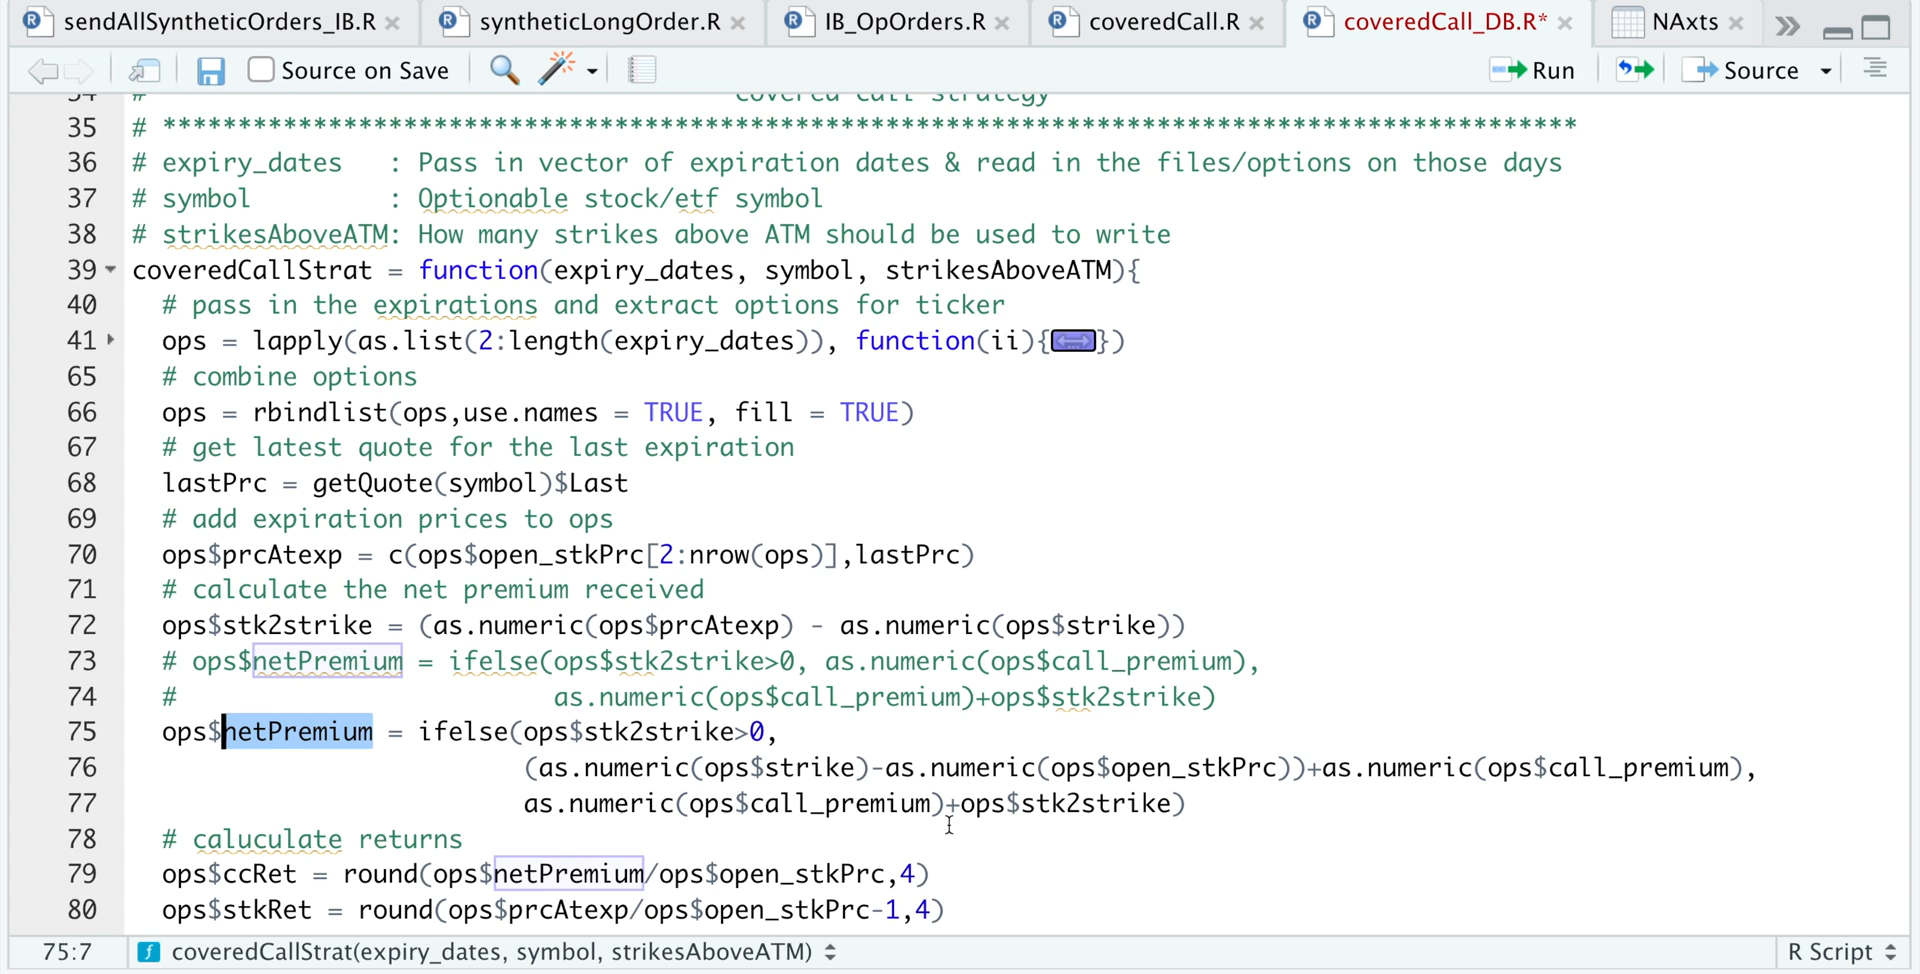 sendAllSyntheticOrders_IB.R syntheticLongOrder.R IB_OpOrders.R coveredCall.R coveredCall_DB.R* NAxts
Source on Save Run Source
34 # Covered Call Strategy
35 # **********************************************************************************************
36 # expiry_dates   : Pass in vector of expiration dates & read in the files/options on those days
37 # symbol         : Optionable stock/etf symbol
38 # strikesAboveATM: How many strikes above ATM should be used to write
39 coveredCallStrat = function(expiry_dates, symbol, strikesAboveATM){
40   # pass in the expirations and extract options for ticker
41   ops = lapply(as.list(2:length(expiry_dates)), function(ii){})
65   # combine options
66   ops = rbindlist(ops,use.names = TRUE, fill = TRUE)
67   # get latest quote for the last expiration
68   lastPrc = getQuote(symbol)$Last
69   # add expiration prices to ops
70   ops$prcAtexp = c(ops$open_stkPrc[2:nrow(ops)],lastPrc)
71   # calculate the net premium received
72   ops$stk2strike = (as.numeric(ops$prcAtexp) - as.numeric(ops$strike))
73   # ops$netPremium = ifelse(ops$stk2strike>0, as.numeric(ops$call_premium),
74   #                         as.numeric(ops$call_premium)+ops$stk2strike)
75   ops$netPremium = ifelse(ops$stk2strike>0,
76                           (as.numeric(ops$strike)-as.numeric(ops$open_stkPrc))+as.numeric(ops$call_premium),
77                           as.numeric(ops$call_premium)+ops$stk2strike)
78   # caluculate returns
79   ops$ccRet = round(ops$netPremium/ops$open_stkPrc,4)
80   ops$stkRet = round(ops$prcAtexp/ops$open_stkPrc-1,4)
75:7 coveredCallStrat(expiry_dates, symbol, strikesAboveATM) R Script